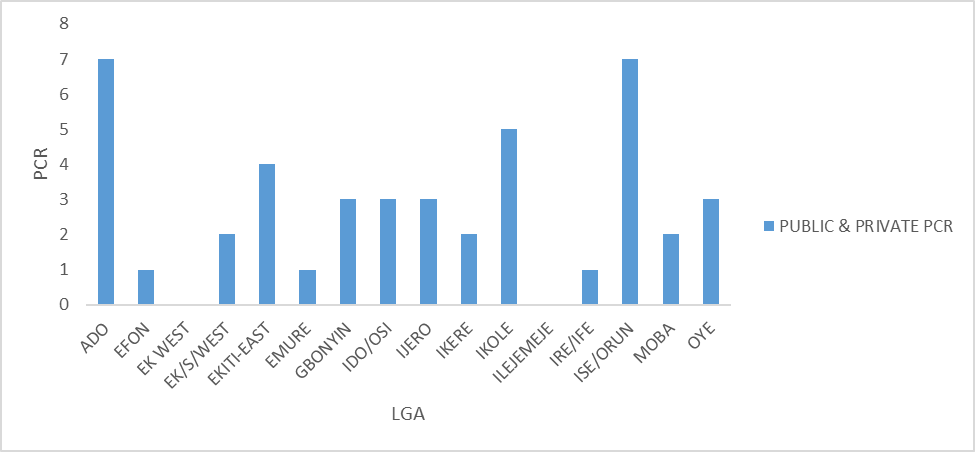 8
7
6
5
4
3
2
1
0
PCR
ADO
EFON
EK WEST
EK/S/WEST
EKITI-EAST
EMURE
GBONYIN
IDO/OSI
IJERO
IKERE
IKOLE
ILEJEMEJE
IRE/IFE
ISE/ORUN
MOBA
OYE
LGA
PUBLIC & PRIVATE PCR